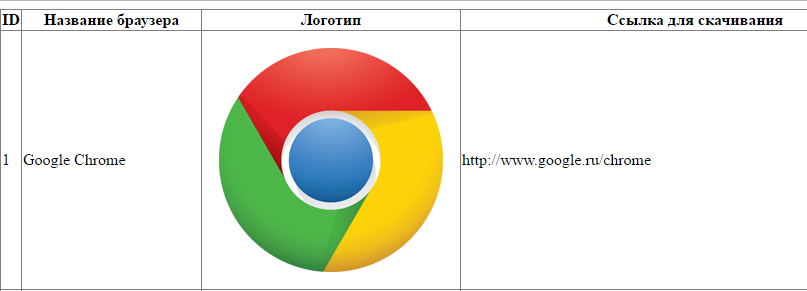 ID Название браузера Логотип Ссылка для скачивания
1 Google Chrome http://www.google.ru/chrome